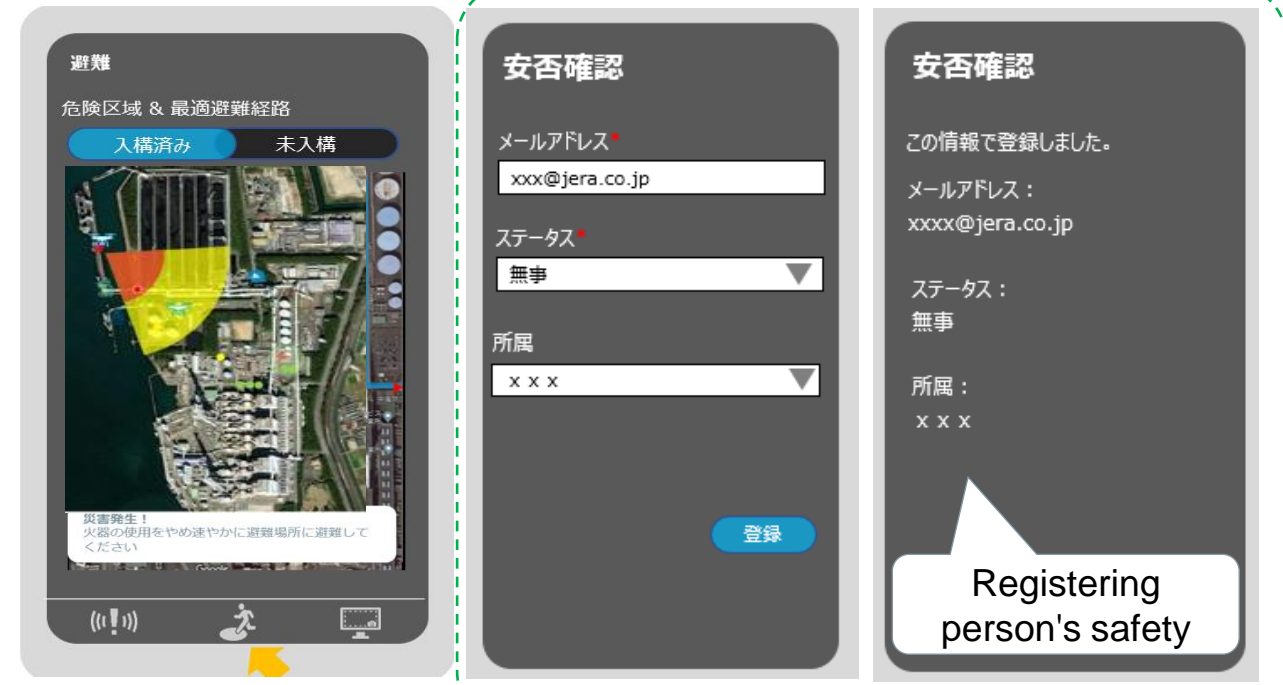 避難
危険区域 & 最適避難経路
入構済み
未入構
災害発生！
火器の使用をやめ速やかに避難場所に避難して
ください
安否確認
メールアドレス*
xxx@jera.co.jp
ステータス*
無事
所属
ｘｘｘ
登録
安否確認
この情報で登録しました。
メールアドレス：
xxxx@jera.co.jp
ステータス：
無事
所属：
ｘｘｘ
Registering
person's safety